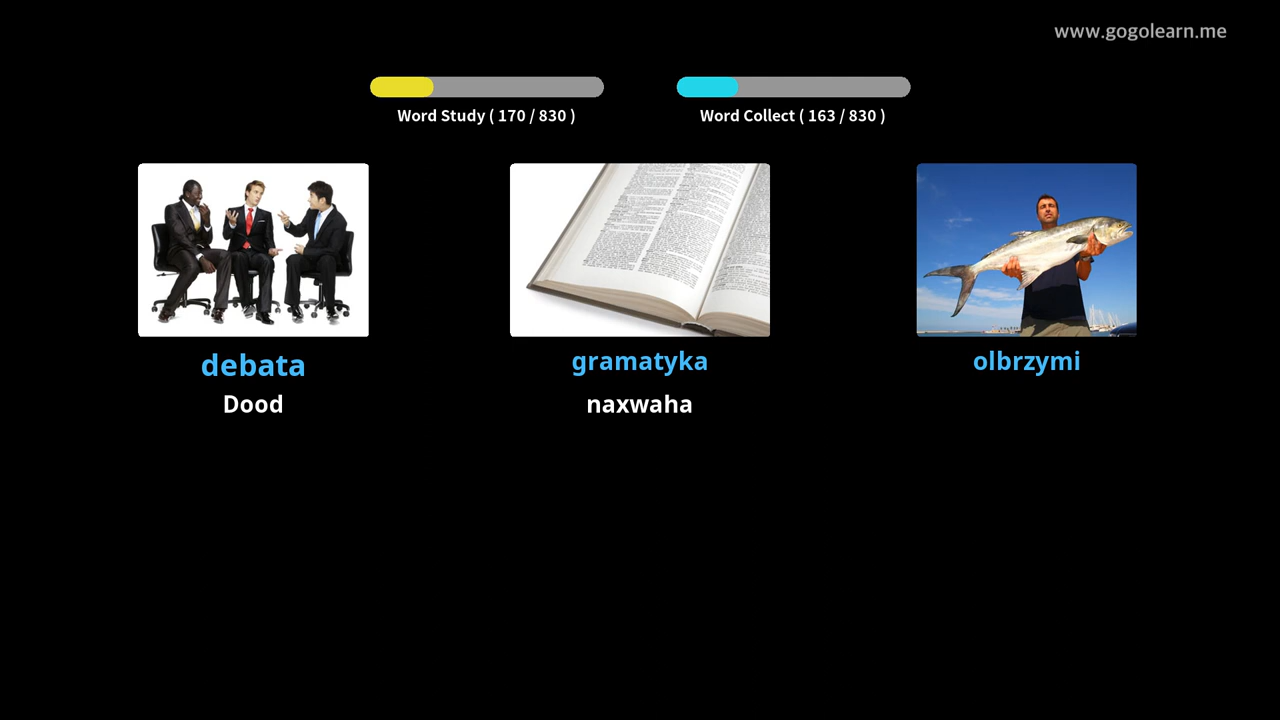 www.gogolearn.me
Word Study ( 170 / 830 )
Word Collect ( 163 / 830 )
debata
gramatyka
olbrzymi
Dood
naxwaha